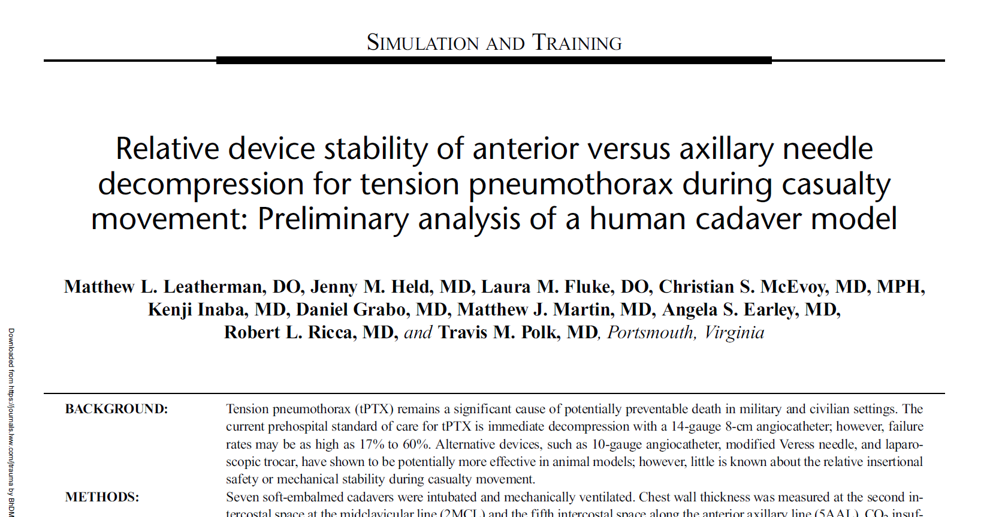 SIMULATION AND TRAINING
Relative device stability of anterior versus axillary needle
decompression for tension pneumothorax during casualty
movement: Preliminary analysis of a human cadaver model
Matthew L. Leatherman, DO, Jenny M. Held, MD, Laura M. Fluke, DO, Christian S. McEvoy, MD, MPH,
Kenji Inaba, MD, Daniel Grabo, MD, Matthew J. Martin, MD, Angela S. Earley, MD,
Robert L. Ricca, MD, and Travis M. Polk, MD, Portsmouth, Virginia
BACKGROUND: Tension pneumothorax (tPTX) remains a significant cause of potentially preventable death in military and civilian settings. The
current prehospital standard of care for tPTX is immediate decompression with a 14-gauge 8-cm angiocatheter; however, failure
rates may be as high as 17% to 60%. Alternative devices, such as 10-gauge angiocatheter, modified Veress needle, and laparo-
scopic trocar, have shown to be potentially more effective in animal models; however, little is known about the relative insertional
safety or mechanical stability during casualty movement.
METHODS: Seven soft-embalmed cadavers were intubated and mechanically ventilated. Chest wall thickness was measured at the second in-
tercostal space at the midclavicular line (2MCL) and the fifth intercostal space along the anterior axillary line (5AAL). CO2 insuf-
Downloaded from https://journals.lww.com/jtrauma by BhDM